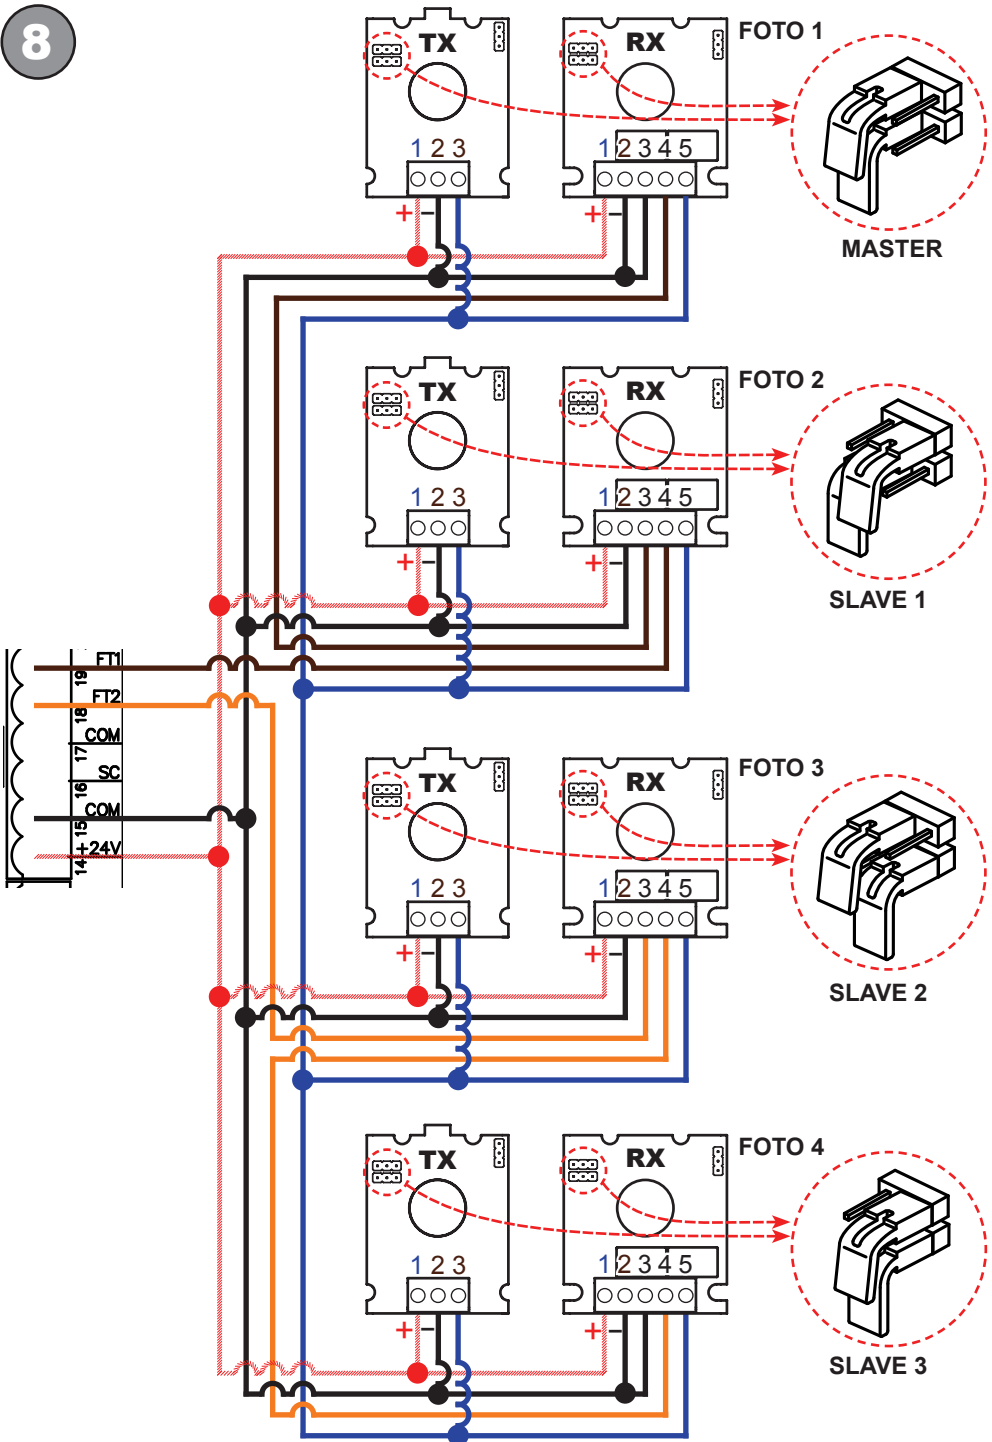 8
TX RX FOTO 1
1 2 3 1 2 3 4 5
+ − + −
MASTER
TX RX FOTO 2
1 2 3 1 2 3 4 5
+ − + −
SLAVE 1
19 FT1
18 FT2
17 COM
16 SC
15 COM
14 +24V
TX RX FOTO 3
1 2 3 1 2 3 4 5
+ − + −
SLAVE 2
TX RX FOTO 4
1 2 3 1 2 3 4 5
+ − + −
SLAVE 3